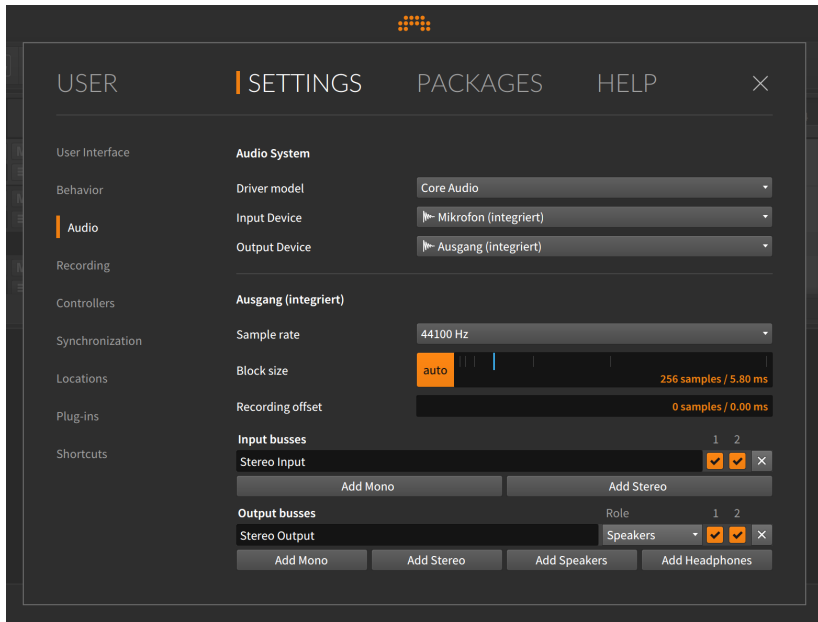 USER SETTINGS PACKAGES HELP
User Interface
Behavior
Audio
Recording
Controllers
Synchronization
Locations
Plug-ins
Shortcuts
Audio System
Driver model Core Audio
Input Device Mikrofon (integriert)
Output Device Ausgang (integriert)
Ausgang (integriert)
Sample rate 44100 Hz
Block size auto 256 samples / 5.80 ms
Recording offset 0 samples / 0.00 ms
Input busses 1 2
Stereo Input
Add Mono Add Stereo
Output busses Role 1 2
Stereo Output Speakers
Add Mono Add Stereo Add Speakers Add Headphones